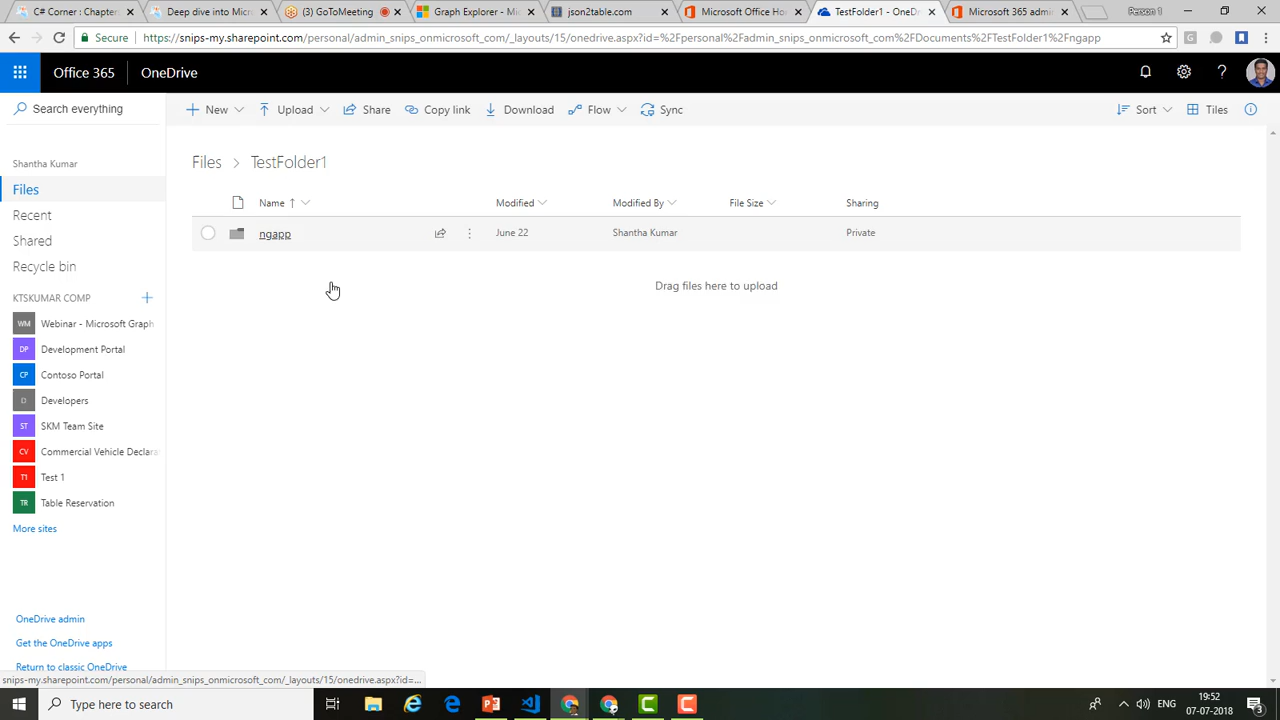 C# Corner : Chapter
Deep dive into Micr
(3) GoToMeeting
Graph Explorer - Mi
json2table.com
Microsoft Office Ho
TestFolder1 - OneDr
Microsoft 365 admi
Person 1
Secure
https://snips-my.sharepoint.com/personal/admin_snips_onmicrosoft_com/_layouts/15/onedrive.aspx?id=%2Fpersonal%2Fadmin_snips_onmicrosoft_com%2FDocuments%2FTestFolder1%2Fngapp
Office 365
OneDrive
Search everything
New
Upload
Share
Copy link
Download
Flow
Sync
Sort
Tiles
Shantha Kumar
Files
Recent
Shared
Recycle bin
KTSKUMAR COMP
WM Webinar - Microsoft Graph
DP Development Portal
CP Contoso Portal
D Developers
ST SKM Team Site
CV Commercial Vehicle Declara
T1 Test 1
TR Table Reservation
More sites
OneDrive admin
Get the OneDrive apps
Return to classic OneDrive
Files > TestFolder1
Name Modified Modified By File Size Sharing
ngapp June 22 Shantha Kumar Private
Drag files here to upload
snips-my.sharepoint.com/personal/admin_snips_onmicrosoft_com/_layouts/15/onedrive.aspx?id=...
Type here to search
ENG
19:52
07-07-2018
3